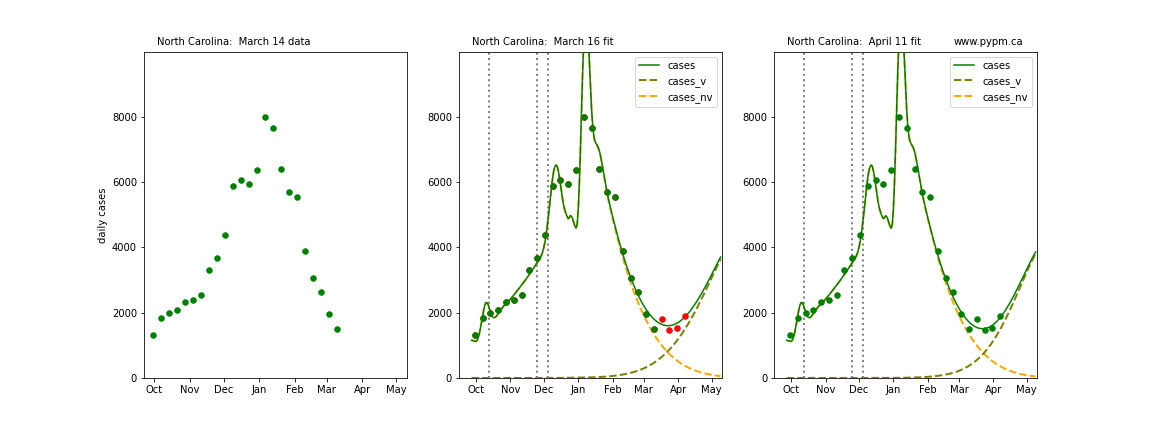 North Carolina:  March 14 data
daily cases
8000
6000
4000
2000
0
Oct Nov Dec Jan Feb Mar Apr May
North Carolina:  March 16 fit
cases
cases_v
cases_nv
8000
6000
4000
2000
0
Oct Nov Dec Jan Feb Mar Apr May
North Carolina:  April 11 fit www.pypm.ca
cases
cases_v
cases_nv
8000
6000
4000
2000
0
Oct Nov Dec Jan Feb Mar Apr May